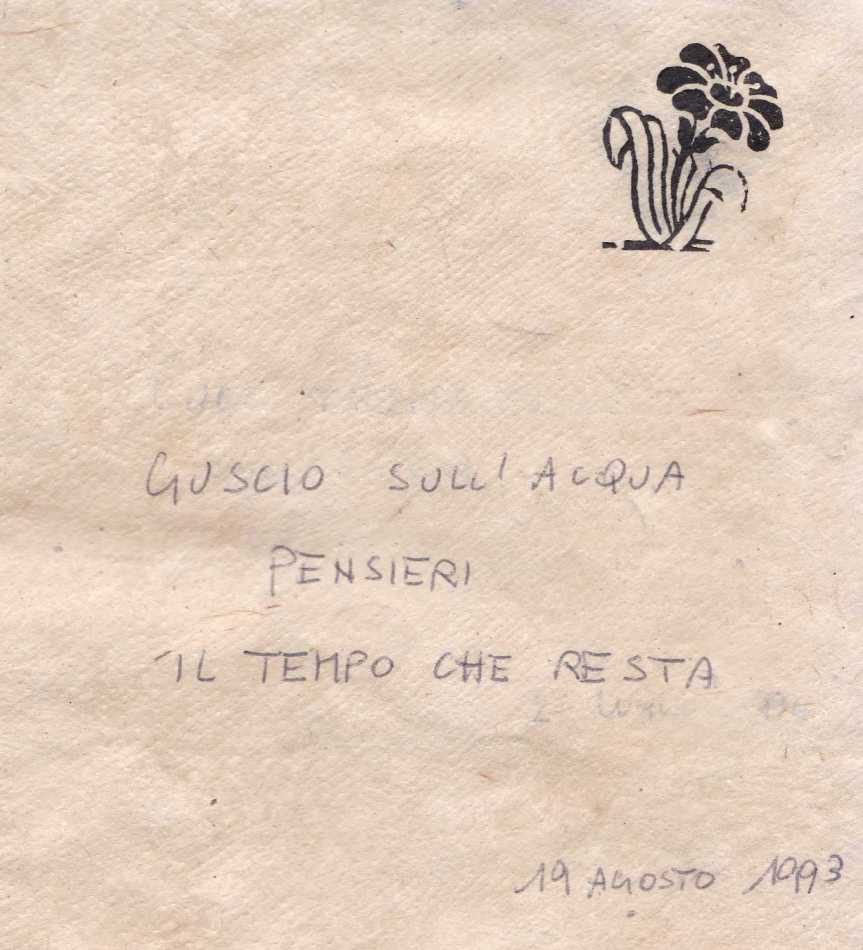 GUSCIO SULL'ACQUA
PENSIERI
IL TEMPO CHE RESTA
19 AGOSTO 1993